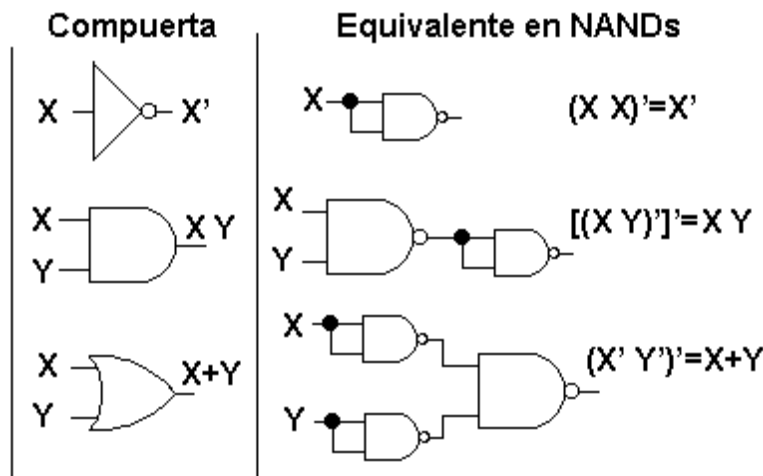 Compuerta
Equivalente en NANDs
X
X'
X
(X X)'=X'
X
Y
X Y
X
Y
[(X Y)']'=X Y
X
Y
X+Y
X
Y
(X' Y')'=X+Y